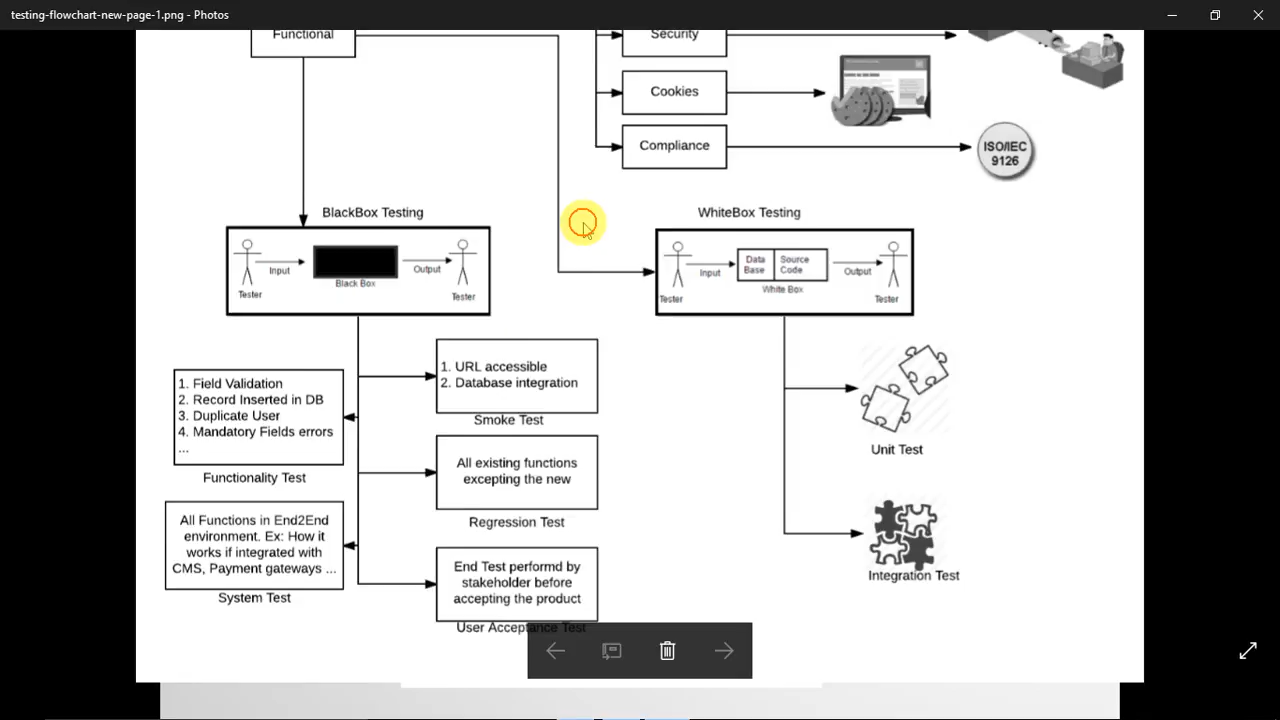 testing-flowchart-new-page-1.png - Photos
Functional
Security
Cookies
Compliance
ISO/IEC
9126
BlackBox Testing
Input
Output
Black Box
Tester
Tester
WhiteBox Testing
Data
Base
Source
Code
Input
Output
White Box
Tester
Tester
1. URL accessible
2. Database integration
Smoke Test
1. Field Validation
2. Record Inserted in DB
3. Duplicate User
4. Mandatory Fields errors
...
Functionality Test
All existing functions
excepting the new
Regression Test
All Functions in End2End
environment. Ex: How it
works if integrated with
CMS, Payment gateways ...
System Test
End Test performd by
stakeholder before
accepting the product
User Acceptance Test
Unit Test
Integration Test